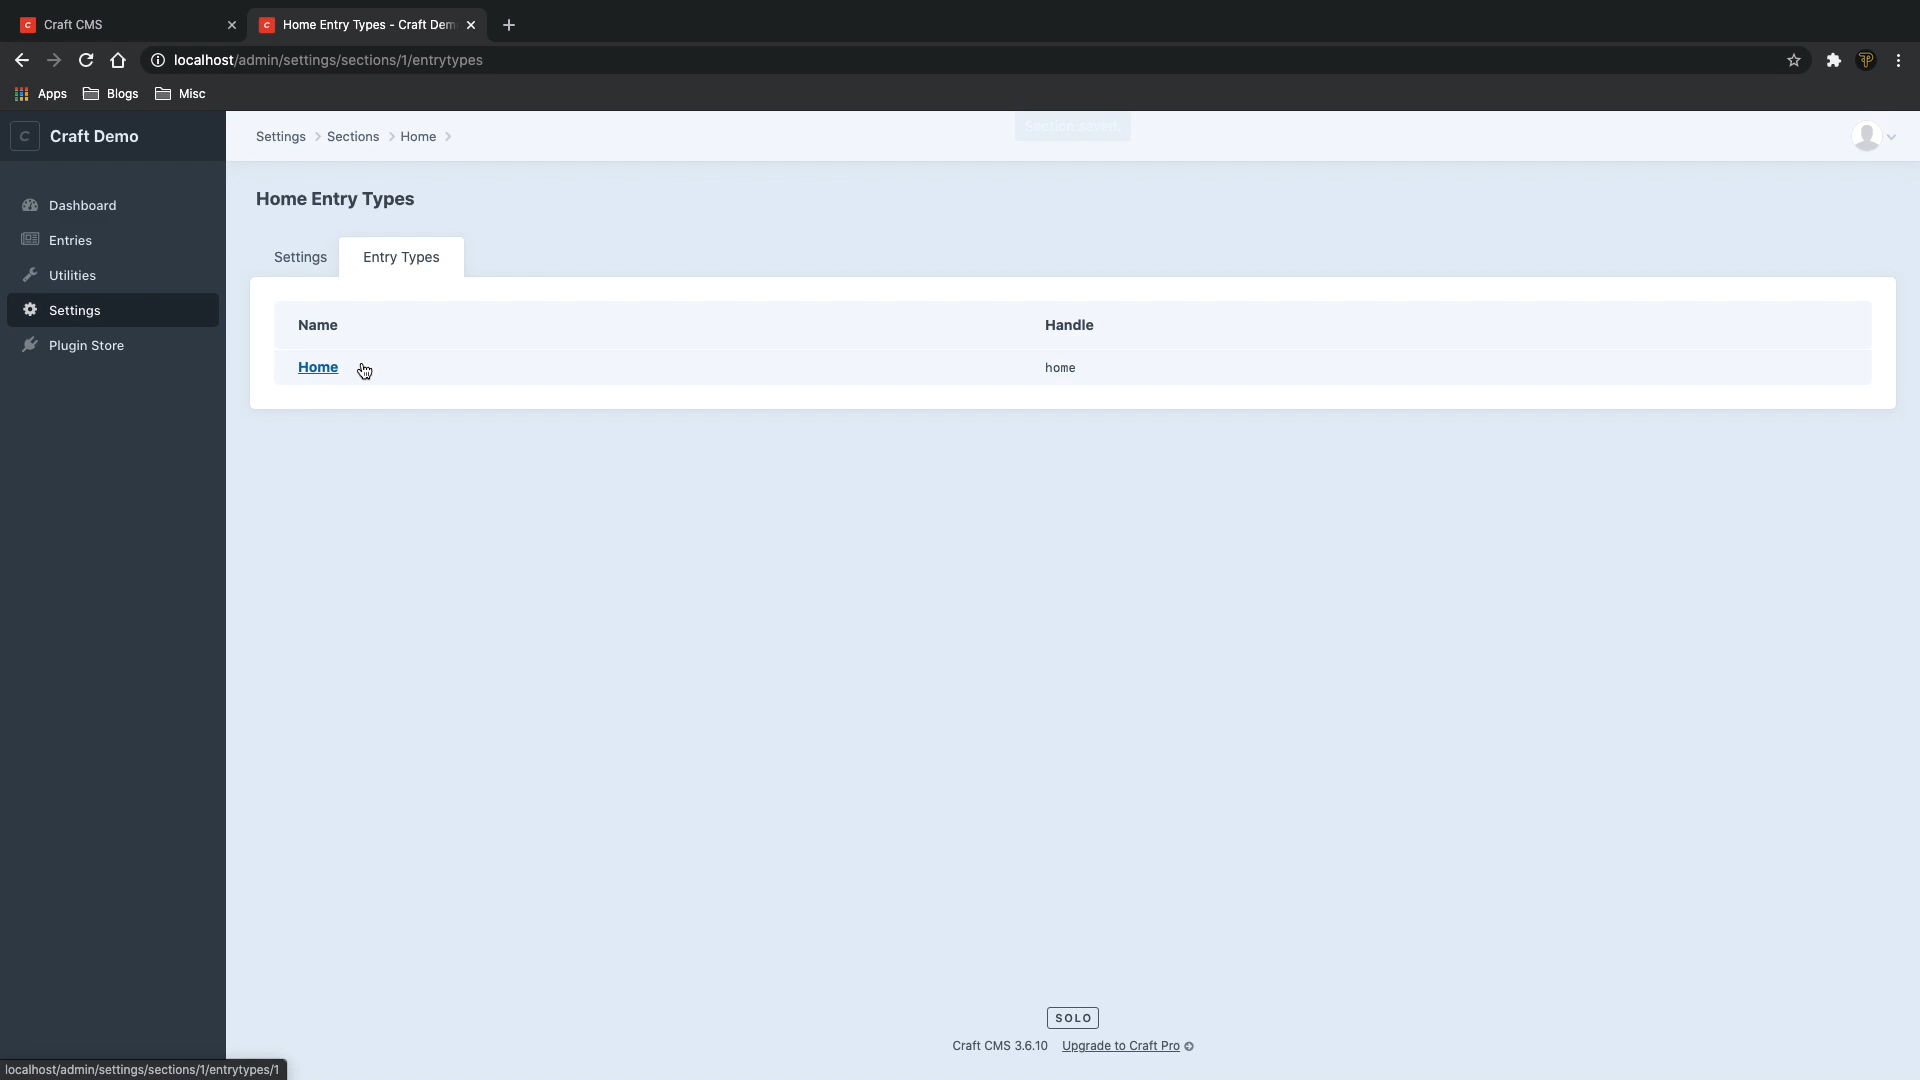 Craft CMS
Home Entry Types - Craft Dem
localhost/admin/settings/sections/1/entrytypes
Apps
Blogs
Misc
C
Craft Demo
Settings
Sections
Home
Section saved.
Dashboard
Entries
Utilities
Settings
Plugin Store
Home Entry Types
Settings
Entry Types
Name
Handle
Home
home
SOLO
Craft CMS 3.6.10
Upgrade to Craft Pro
localhost/admin/settings/sections/1/entrytypes/1